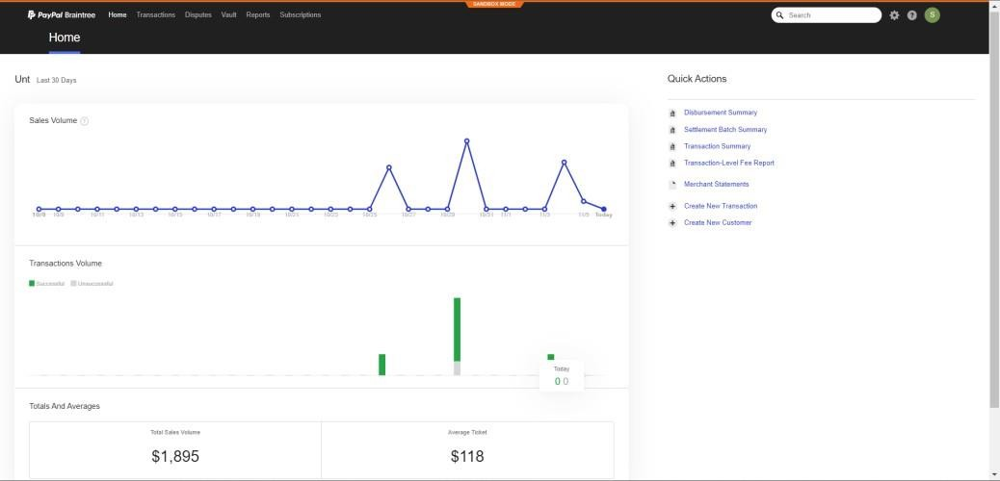 SANDBOX MODE
PayPal Braintree Home Transactions Disputes Vault Reports Subscriptions Search ? S
Home
Unt Last 30 Days
Sales Volume ?
10/8 10/9 10/11 10/13 10/15 10/17 10/19 10/21 10/23 10/25 10/27 10/29 10/31 11/1 11/3 11/5 Today
Transactions Volume
Successful Unsuccessful
Today
0 0
Totals And Averages
Total Sales Volume
$1,895
Average Ticket
$118
Quick Actions
Disbursement Summary
Settlement Batch Summary
Transaction Summary
Transaction-Level Fee Report
Merchant Statements
Create New Transaction
Create New Customer